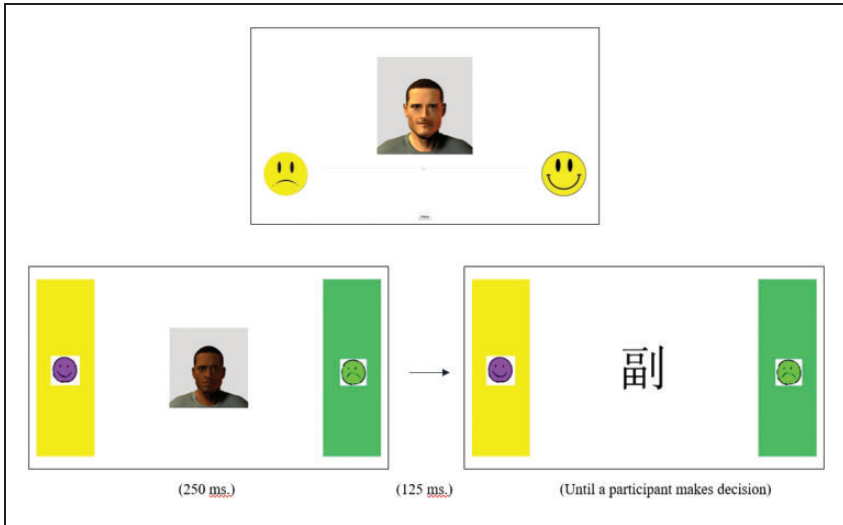 副
(250 ms.)
(125 ms.)
(Until a participant makes decision)